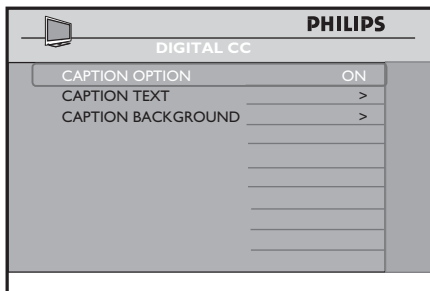 PHILIPS
DIGITAL CC
CAPTION OPTION ON
CAPTION TEXT >
CAPTION BACKGROUND >